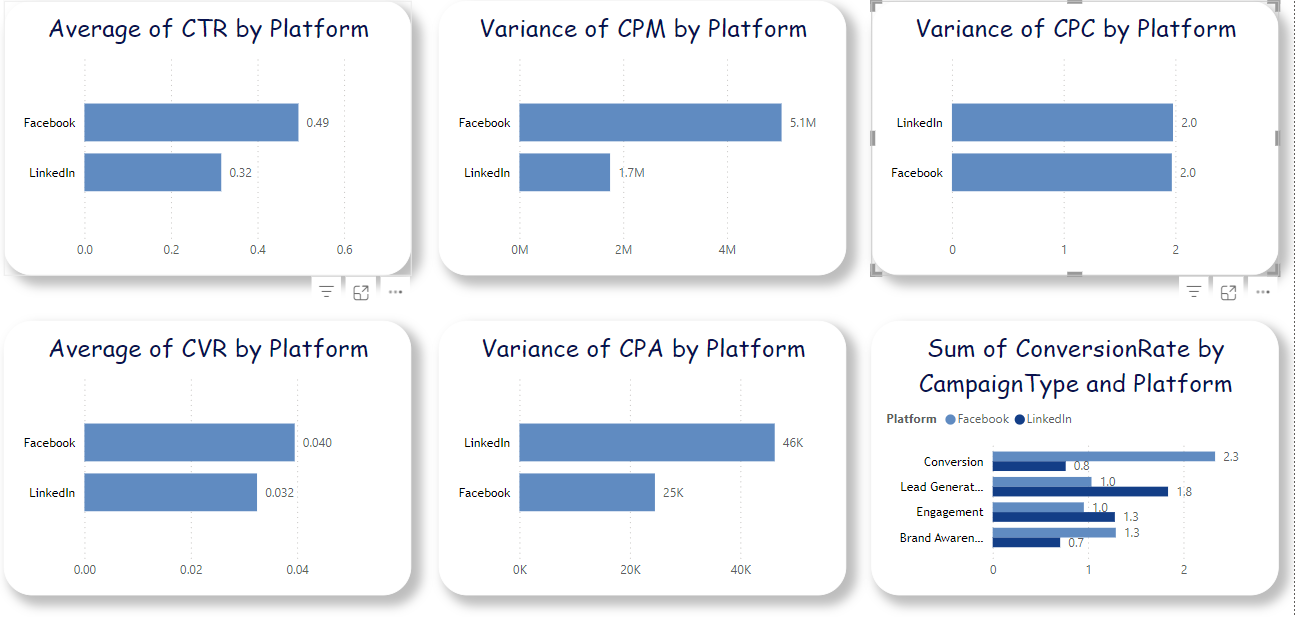 Average of CTR by Platform
Facebook
0.49
LinkedIn
0.32
0.0
0.2
0.4
0.6
Variance of CPM by Platform
Facebook
5.1M
LinkedIn
1.7M
0M
2M
4M
Variance of CPC by Platform
LinkedIn
2.0
Facebook
2.0
0
1
2
Average of CVR by Platform
Facebook
0.040
LinkedIn
0.032
0.00
0.02
0.04
Variance of CPA by Platform
LinkedIn
46K
Facebook
25K
0K
20K
40K
Sum of ConversionRate by
CampaignType and Platform
Platform Facebook LinkedIn
Conversion
2.3
0.8
Lead Generat...
1.0
1.8
Engagement
1.0
1.3
Brand Awaren...
1.3
0.7
0
1
2